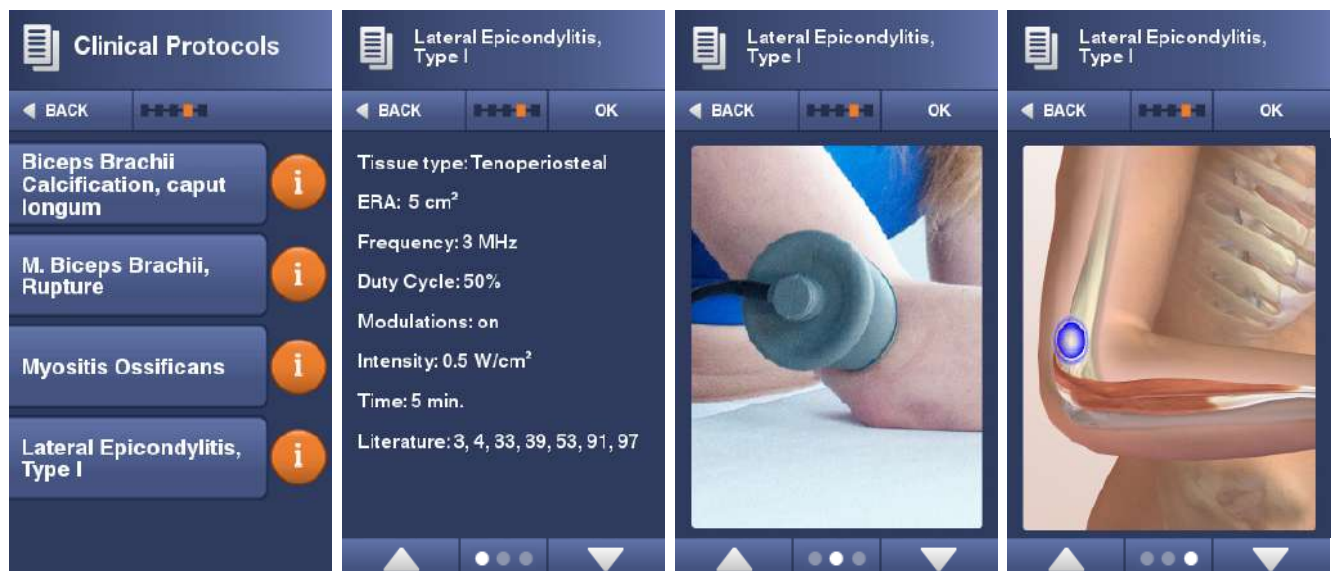 Clinical Protocols
BACK
Biceps Brachii
Calcification, caput
longum
i
M. Biceps Brachii,
Rupture
i
Myositis Ossificans
i
Lateral Epicondylitis,
Type I
i
Lateral Epicondylitis,
Type I
BACK
OK
Tissue type: Tenoperiosteal
ERA: 5 cm²
Frequency: 3 MHz
Duty Cycle: 50%
Modulations: on
Intensity: 0.5 W/cm²
Time: 5 min.
Literature: 3, 4, 33, 39, 53, 91, 97
Lateral Epicondylitis,
Type I
BACK
OK
Lateral Epicondylitis,
Type I
BACK
OK